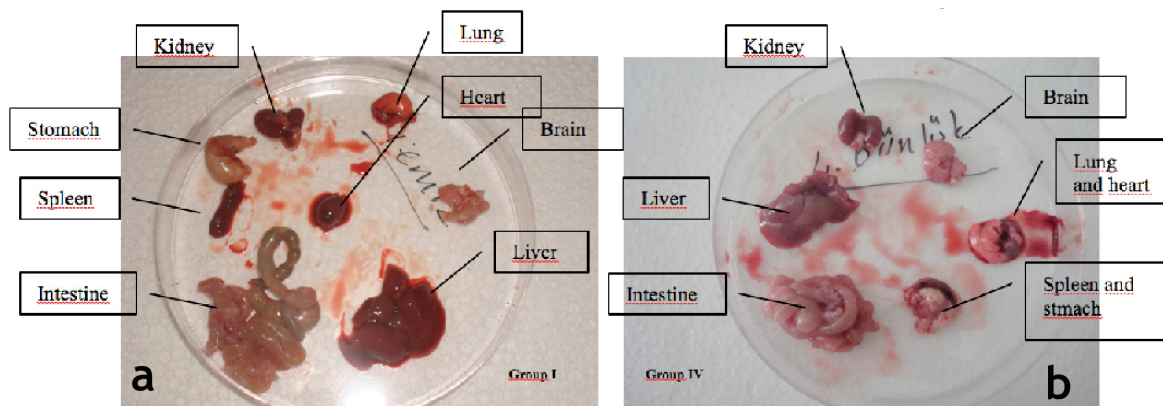 Kidney
Lung
Heart
Stomach
Brain
Spleen
Liver
Intestine
a
Group I
Kidney
Brain
Lung
and heart
Liver
Intestine
Spleen and
stmach
Group IV
b